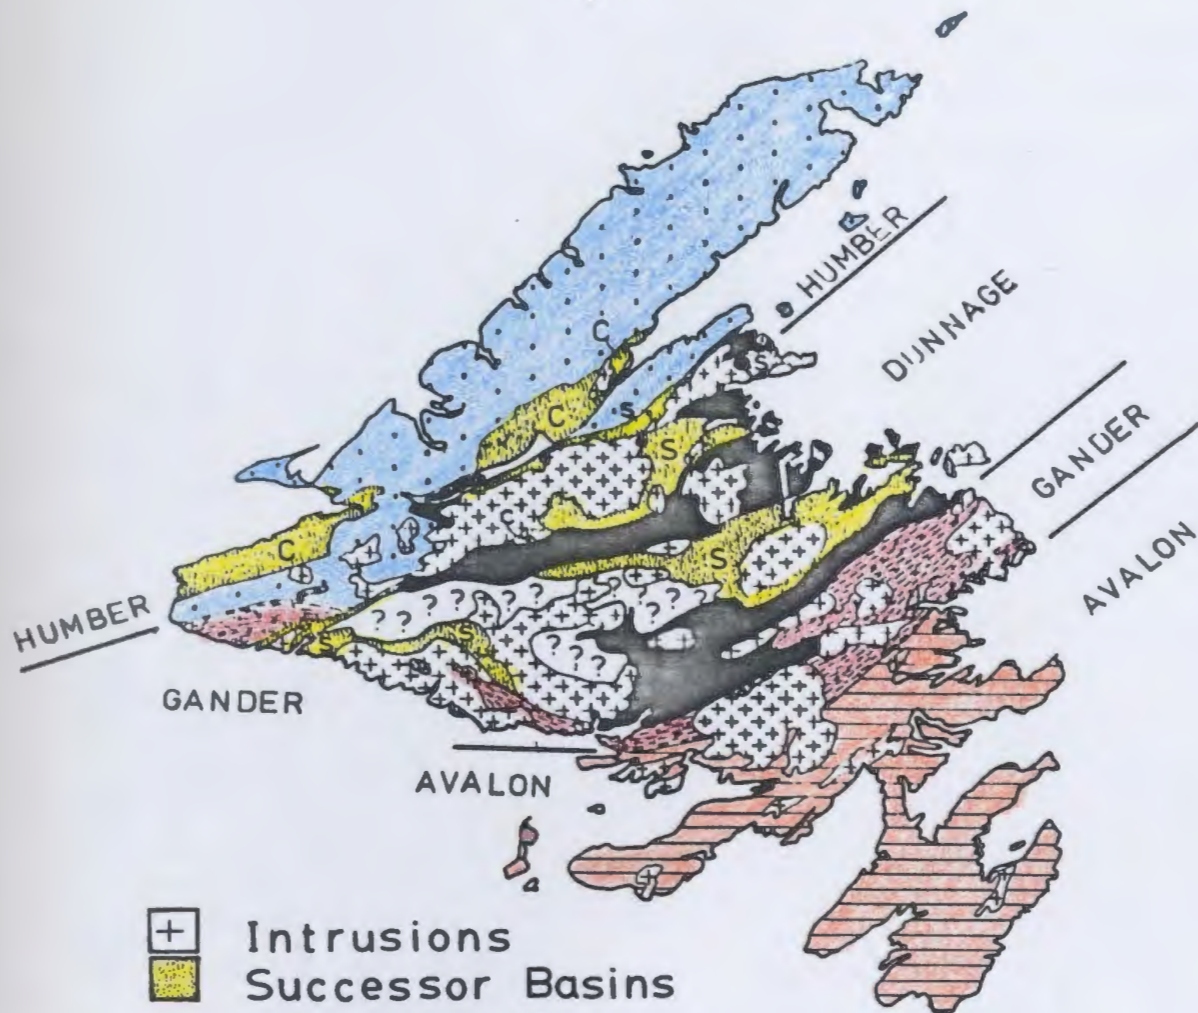 HUMBER
DUNNAGE
GANDER
AVALON
C
S
C
s
S
C
C
S
HUMBER
S
S
? ? ? ?
? ?
? ?
? ? ?
? ? ?
GANDER
AVALON
+ Intrusions
Successor Basins